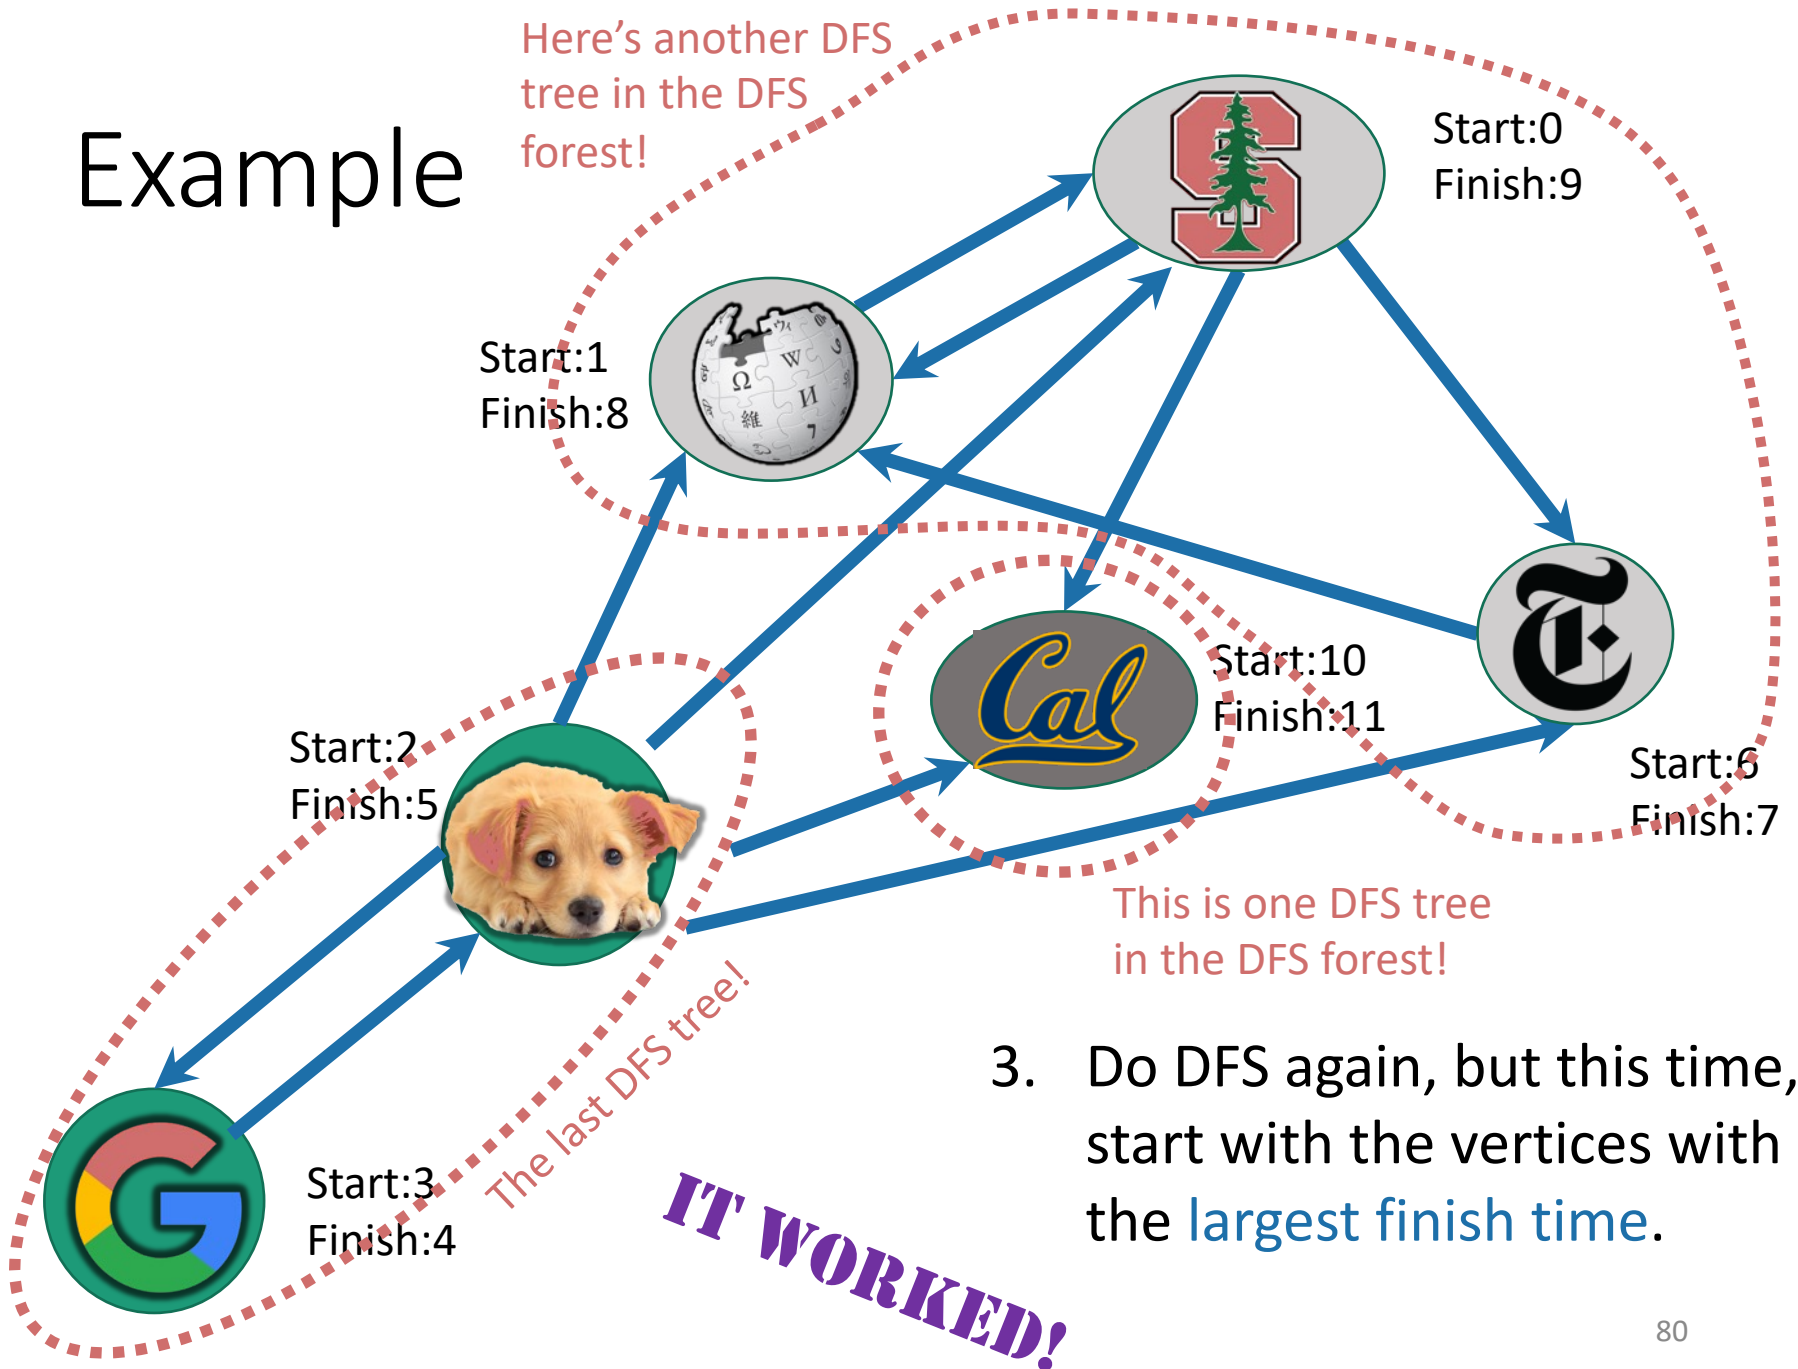 Here’s another DFS
tree in the DFS
forest!
Example
Start:0
Finish:9
Start:1
Finish:8
Ω
W
И
維
7
Cal
Start:10
Finish:11
Start:2
Finish:5
Start:6
Finish:7
This is one DFS tree
in the DFS forest!
The last DFS tree!
G
Start:3
Finish:4
3. Do DFS again, but this time,
start with the vertices with
the largest finish time.
IT WORKED!
80